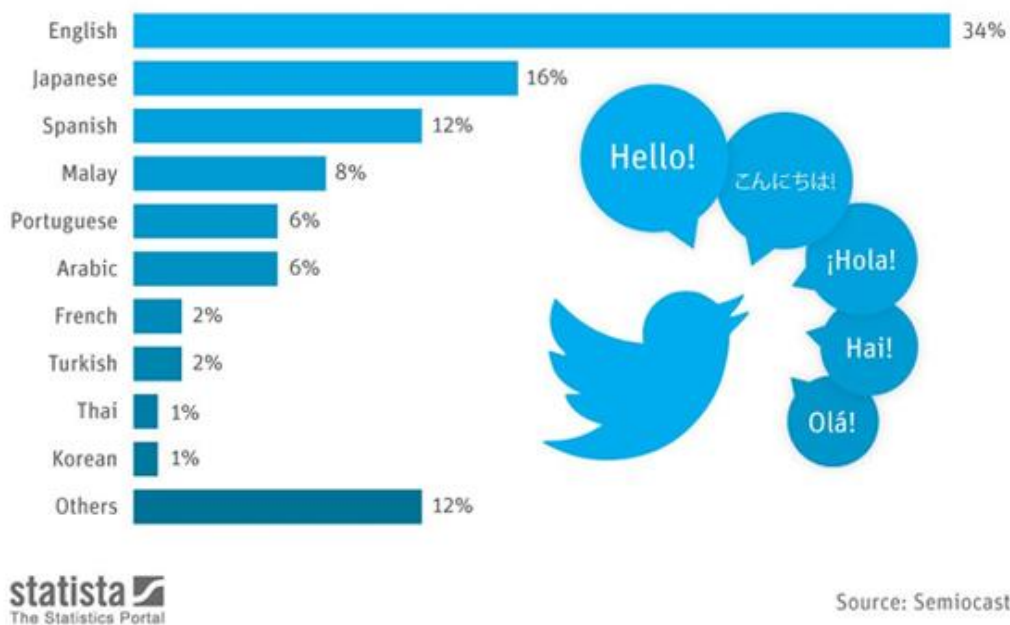 English 34%
Japanese 16%
Spanish 12%
Malay 8%
Portuguese 6%
Arabic 6%
French 2%
Turkish 2%
Thai 1%
Korean 1%
Others 12%
Hello!
こんにちは!
¡Hola!
Hai!
Olá!
statista
The Statistics Portal
Source: Semiocast